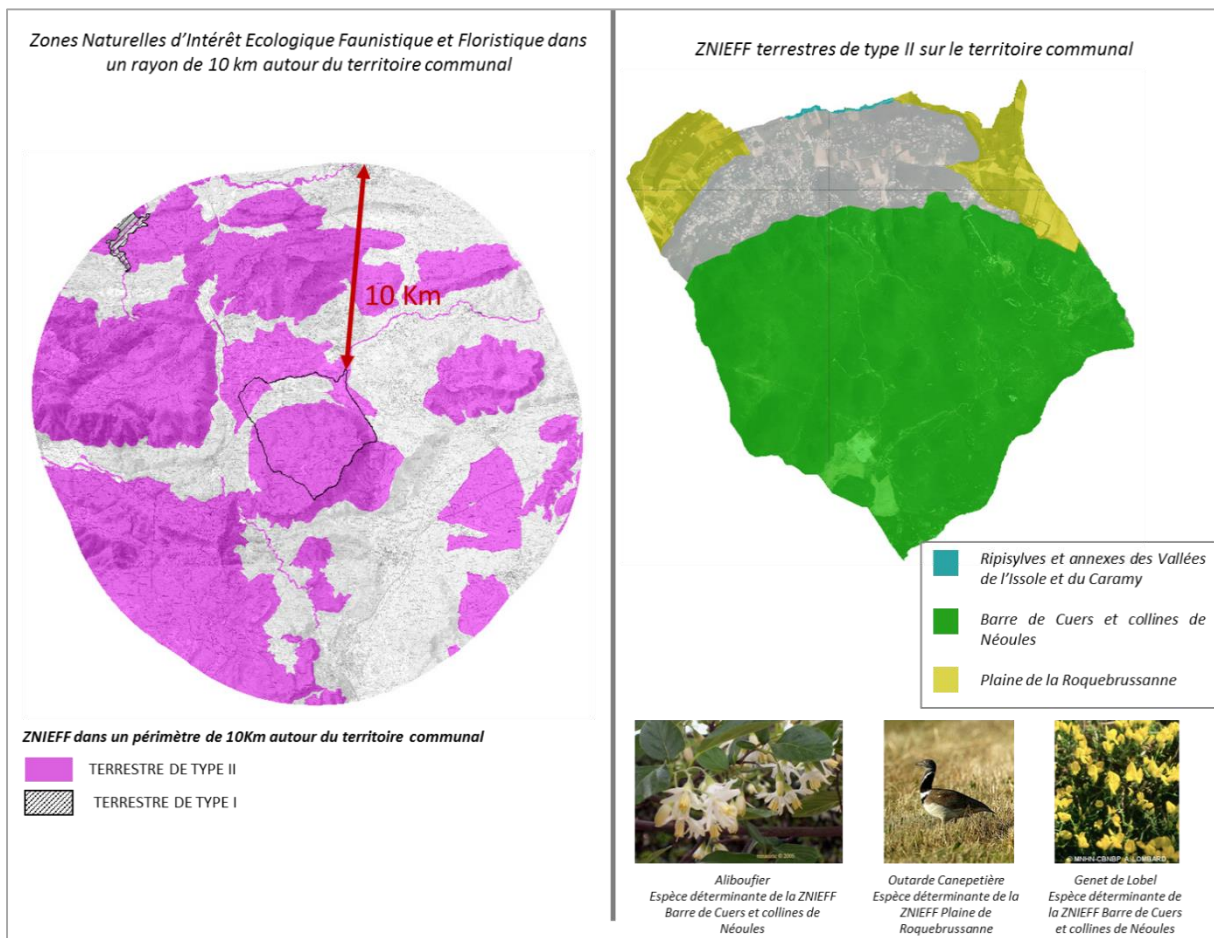 Zones Naturelles d’Intérêt Ecologique Faunistique et Floristique dans
un rayon de 10 km autour du territoire communal
10 Km
ZNIEFF dans un périmètre de 10Km autour du territoire communal
TERRESTRE DE TYPE II
TERRESTRE DE TYPE I
ZNIEFF terrestres de type II sur le territoire communal
Ripisylves et annexes des Vallées
de l’Issole et du Caramy
Barre de Cuers et collines de
Néoules
Plaine de la Roquebrussanne
© MNHN-CBNBP, A. LOMBARD
Aliboufier
Espèce déterminante de la ZNIEFF
Barre de Cuers et collines de
Néoules
Outarde Canepetière
Espèce déterminante de la
ZNIEFF Plaine de
Roquebrussanne
Genet de Lobel
Espèce déterminante de
la ZNIEFF Barre de Cuers
et collines de Néoules